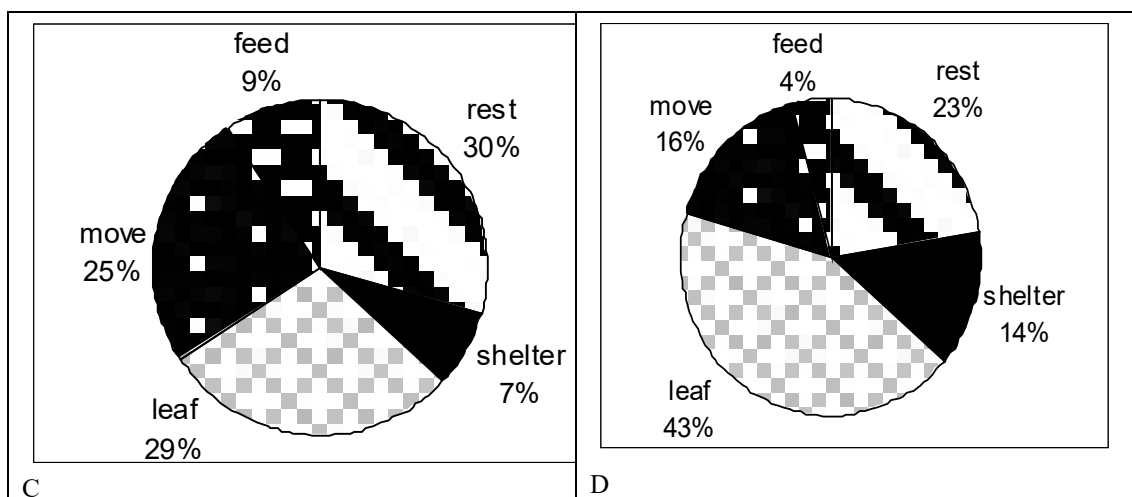 feed
9%
rest
30%
move
25%
shelter
7%
leaf
29%
C
feed
4%
rest
23%
move
16%
shelter
14%
leaf
43%
D